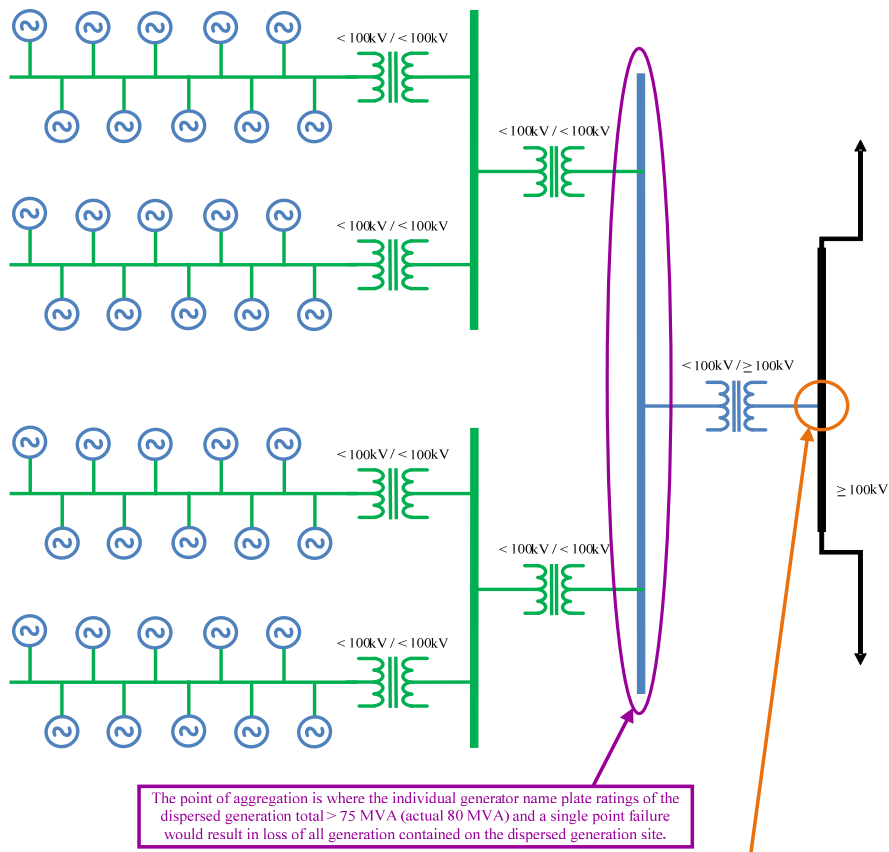 < 100kV / < 100kV
< 100kV / < 100kV
< 100kV / < 100kV
< 100kV / ≥ 100kV
≥ 100kV
< 100kV / < 100kV
< 100kV / < 100kV
< 100kV / < 100kV
The point of aggregation is where the individual generator name plate ratings of the
dispersed generation total > 75 MVA (actual 80 MVA) and a single point failure
would result in loss of all generation contained on the dispersed generation site.